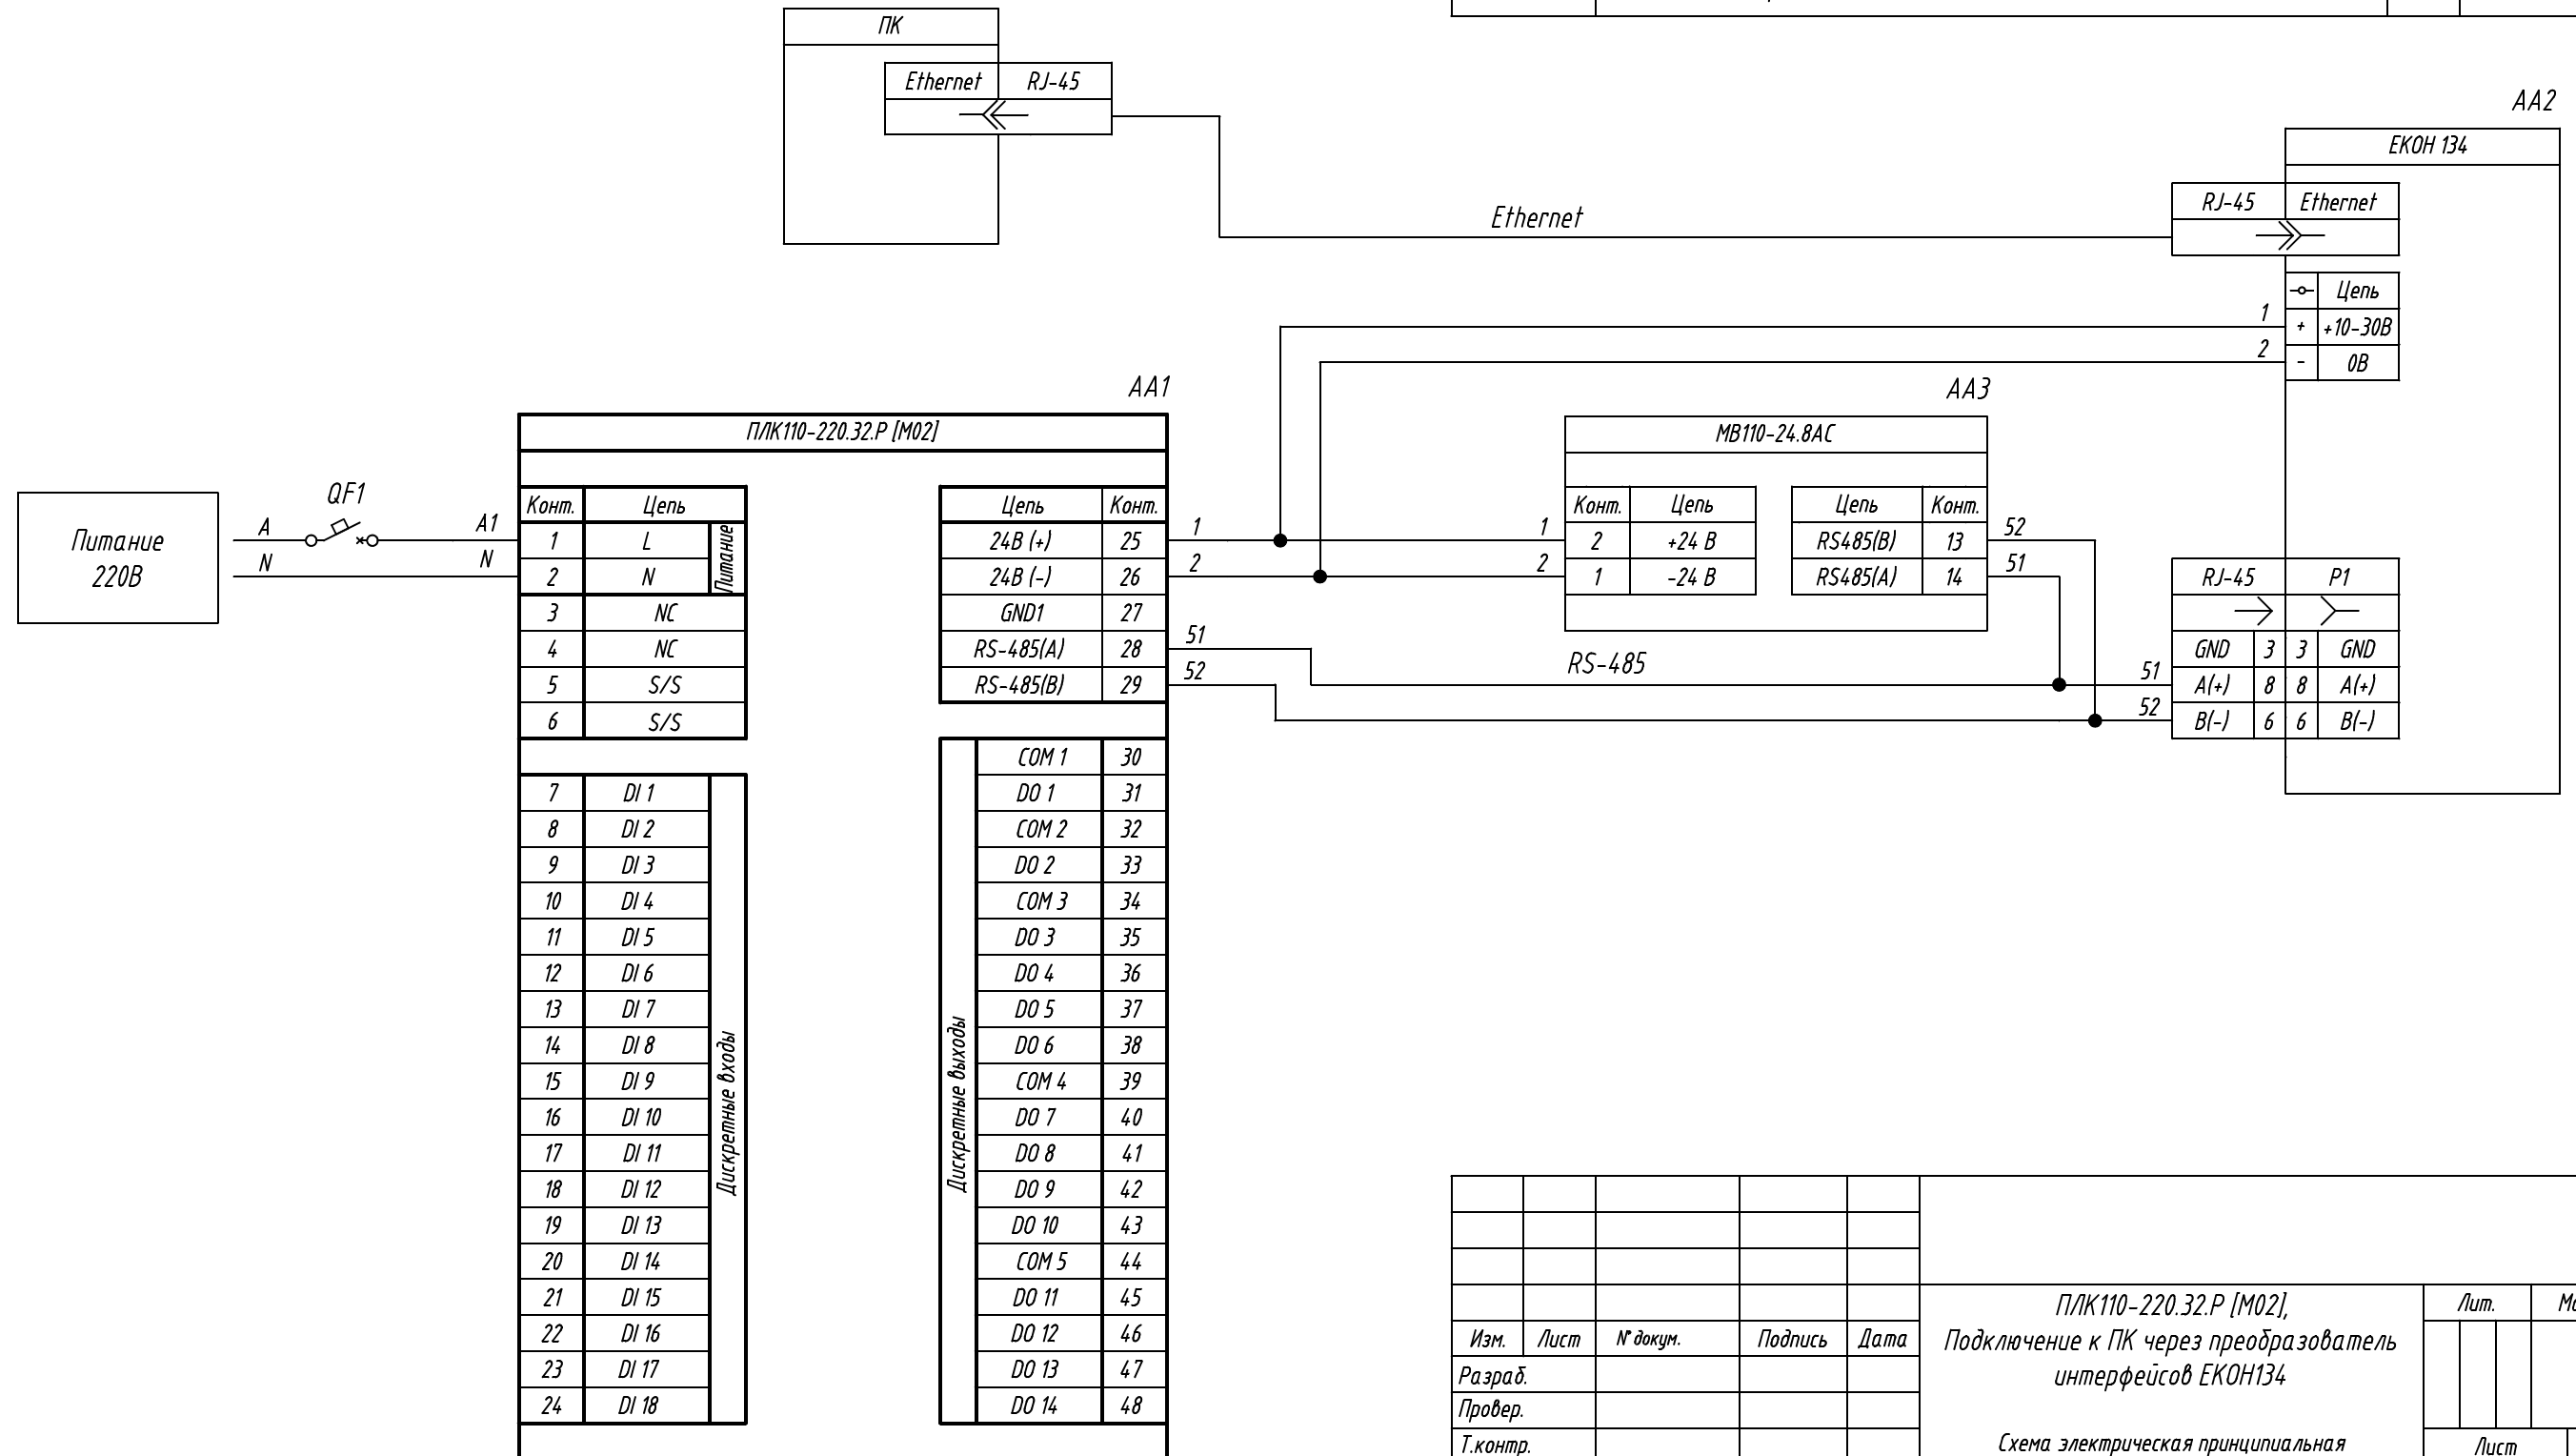 ПК
Ethernet RJ-45
AA2
ЕКОН 134
RJ-45 Ethernet
Ethernet
Цепь
1 + +10-30В
2 - 0В
AA1
ПЛК110-220.32.Р [М02]
AA3
МВ110-24.8АС
Питание
220В
QF1
A A1
N N
Конт. Цепь
1 L
2 N
Питание
3 NC
4 NC
5 S/S
6 S/S
7 DI 1
8 DI 2
9 DI 3
10 DI 4
11 DI 5
12 DI 6
13 DI 7
14 DI 8
15 DI 9
16 DI 10
17 DI 11
18 DI 12
19 DI 13
20 DI 14
21 DI 15
22 DI 16
23 DI 17
24 DI 18
Дискретные входы
Цепь Конт.
24В (+) 25 1
24В (-) 26 2
GND1 27
RS-485(A) 28 51
RS-485(B) 29 52
COM 1 30
DO 1 31
COM 2 32
DO 2 33
COM 3 34
DO 3 35
DO 4 36
DO 5 37
DO 6 38
COM 4 39
DO 7 40
DO 8 41
DO 9 42
DO 10 43
COM 5 44
DO 11 45
DO 12 46
DO 13 47
DO 14 48
Дискретные выходы
Конт. Цепь
1 2 +24 В
2 1 -24 В
Цепь Конт.
RS485(B) 13 52
RS485(A) 14 51
RS-485
RJ-45 P1
GND 3 3 GND
51 A(+) 8 8 A(+)
52 B(-) 6 6 B(-)
Изм. Лист № докум. Подпись Дата
Разраб.
Провер.
Т.контр.
ПЛК110-220.32.Р [М02],
Подключение к ПК через преобразователь
интерфейсов ЕКОН134
Схема электрическая принципиальная
Лит.
Лист